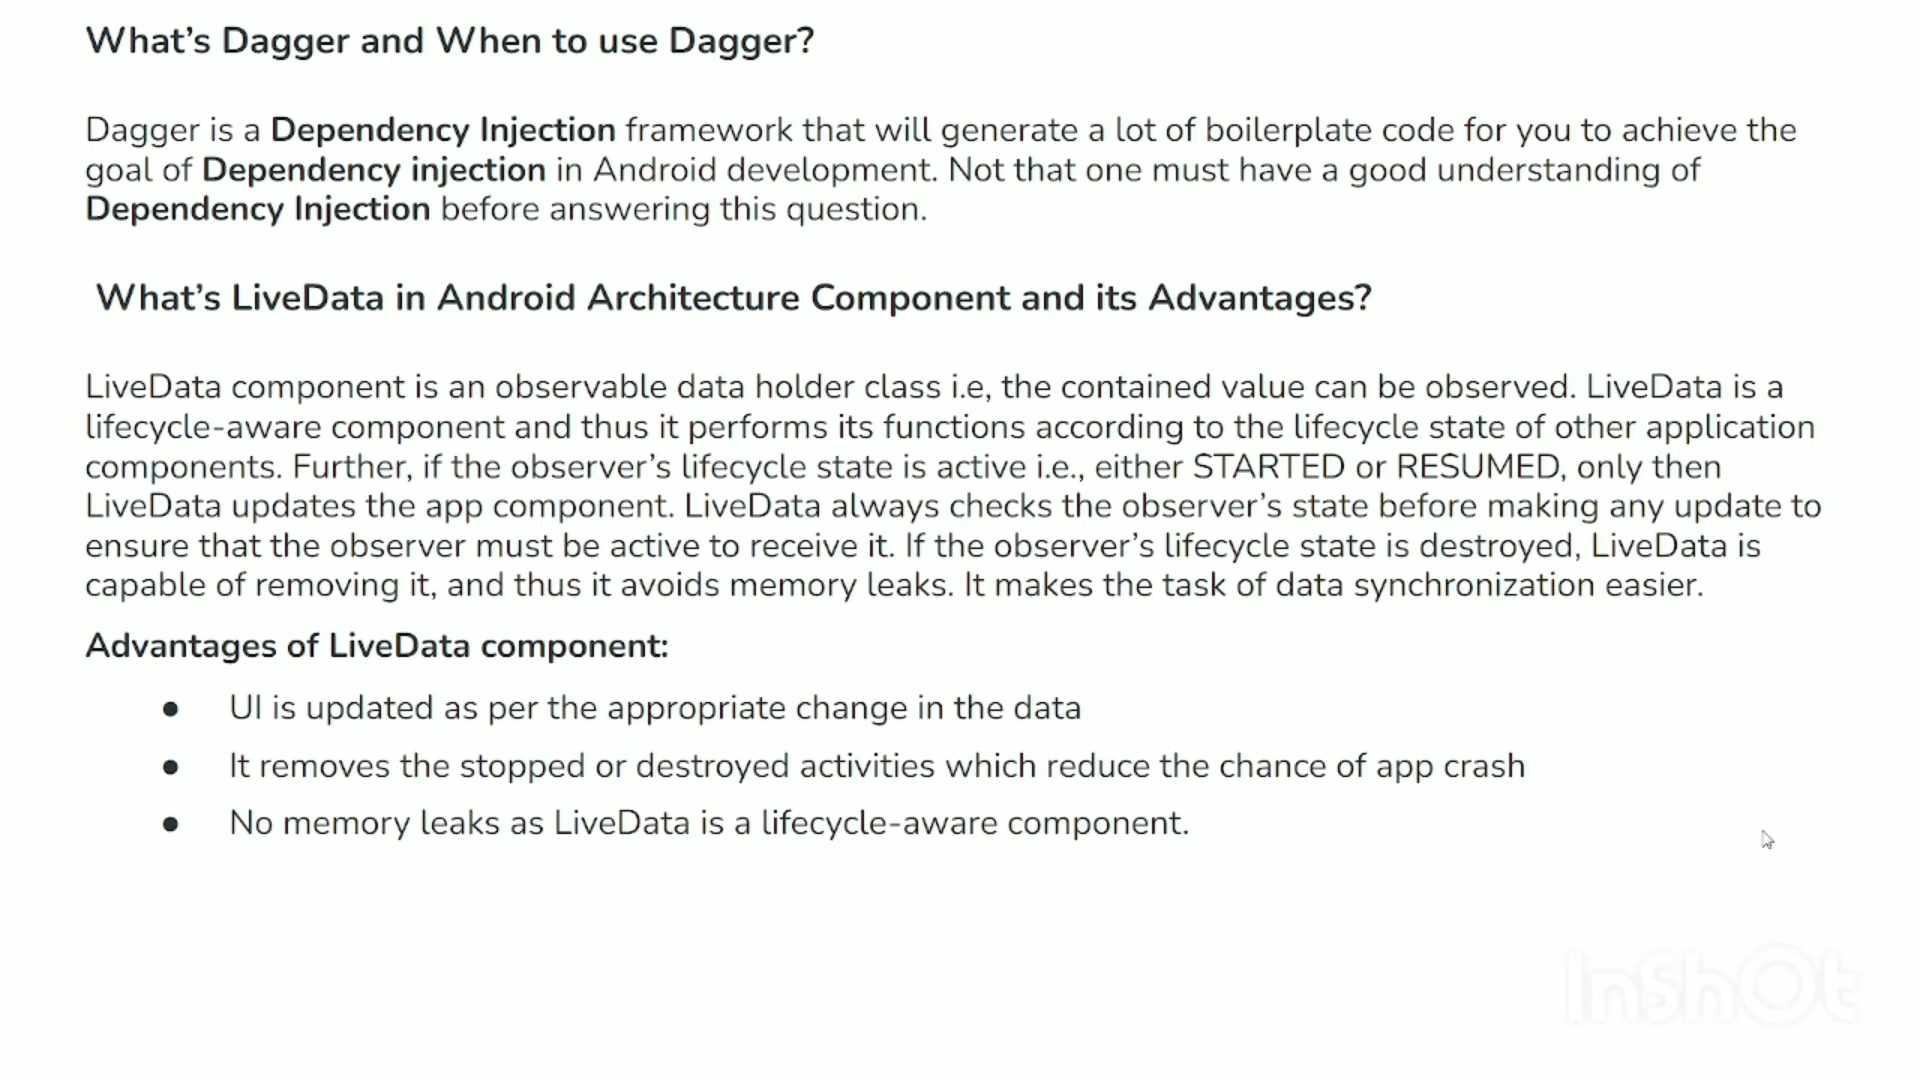 What's Dagger and When to use Dagger?
Dagger is a Dependency Injection framework that will generate a lot of boilerplate code for you to achieve the
goal of Dependency injection in Android development. Not that one must have a good understanding of
Dependency Injection before answering this question.
What's LiveData in Android Architecture Component and its Advantages?
LiveData component is an observable data holder class i.e, the contained value can be observed. LiveData is a
lifecycle-aware component and thus it performs its functions according to the lifecycle state of other application
components. Further, if the observer's lifecycle state is active i.e., either STARTED or RESUMED, only then
LiveData updates the app component. LiveData always checks the observer's state before making any update to
ensure that the observer must be active to receive it. If the observer's lifecycle state is destroyed, LiveData is
capable of removing it, and thus it avoids memory leaks. It makes the task of data synchronization easier.
Advantages of LiveData component:
● UI is updated as per the appropriate change in the data
● It removes the stopped or destroyed activities which reduce the chance of app crash
● No memory leaks as LiveData is a lifecycle-aware component.
InShOt